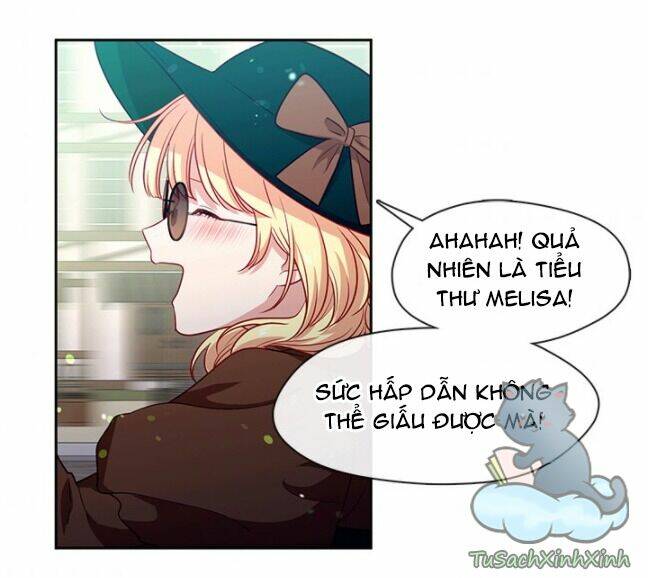 AHAHAH! QUẢ
NHIÊN LÀ TIỂU
THƯ MELISA!
SỨC HẤP DẪN KHÔNG
THỂ GIẤU ĐƯỢC MÀ!
TuSachXinhXinh